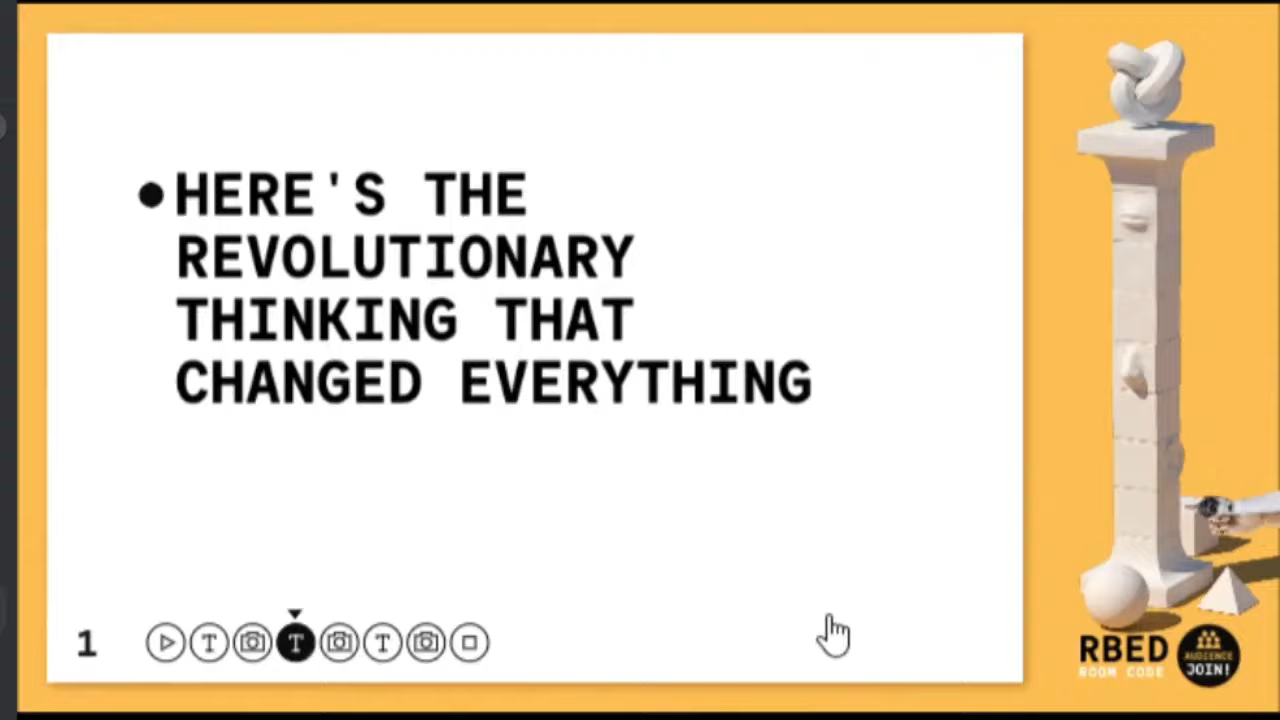 HERE'S THE
REVOLUTIONARY
THINKING THAT
CHANGED EVERYTHING
1
T
T
T
RBED
ROOM CODE
AUDIENCE
JOIN!